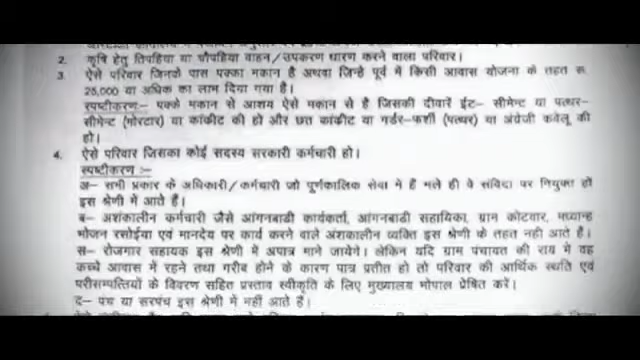 2. कृषि हेतु तिपहिया या चौपहिया वाहन/उपकरण धारण करने वाला परिवार।
3. ऐसे परिवार जिनके पास पक्का मकान है अथवा जिन्हे पूर्व में किसी आवास योजना के तहत रू.
25,000 या अधिक का लाभ दिया गया है।
स्पष्टीकरण:- पक्के मकान से आशय ऐसे मकान से है जिसकी दीवारें ईट- सीमेन्ट या पत्थर-
सीमेन्ट (मोरटार) या कांकीट की हो और छत कांकीट या गर्डर-फर्शी (पत्थर) या अंग्रेजी कवेलू की
हो।
4. ऐसे परिवार जिसका कोई सदस्य सरकारी कर्मचारी हो।
स्पष्टीकरण :-
अ- सभी प्रकार के अधिकारी/कर्मचारी जो पूर्णकालिक सेवा मे हैं भले ही वे संविदा पर नियुक्त हों
इस श्रेणी में आते हैं।
ब- अशंकालीन कर्मचारी जैसे आंगनबाडी कार्यकर्ता, आंगनबाडी सहायिका, ग्राम कोटवार, मध्यान्ह
भोजन रसोईया एवं मानदेय पर कार्य करने वाले अंशकालीन व्यक्ति इस श्रेणी के तहत नही आते हैं।
स- रोजगार सहायक इस श्रेणी में अपात्र माने जायेगे। लेकिन यदि ग्राम पंचायत की राय में वह
कच्चे आवास में रहने तथा गरीब होने के कारण पात्र प्रतीत हो तो परिवार की आर्थिक स्थति एवं
परीसम्पत्तियों के विवरण सहित प्रस्ताव स्वीकृति के लिए मुख्यालय भोपाल प्रेषित करें।
द- पंच या सरपंच इस श्रेणी में नहीं आते हैं।